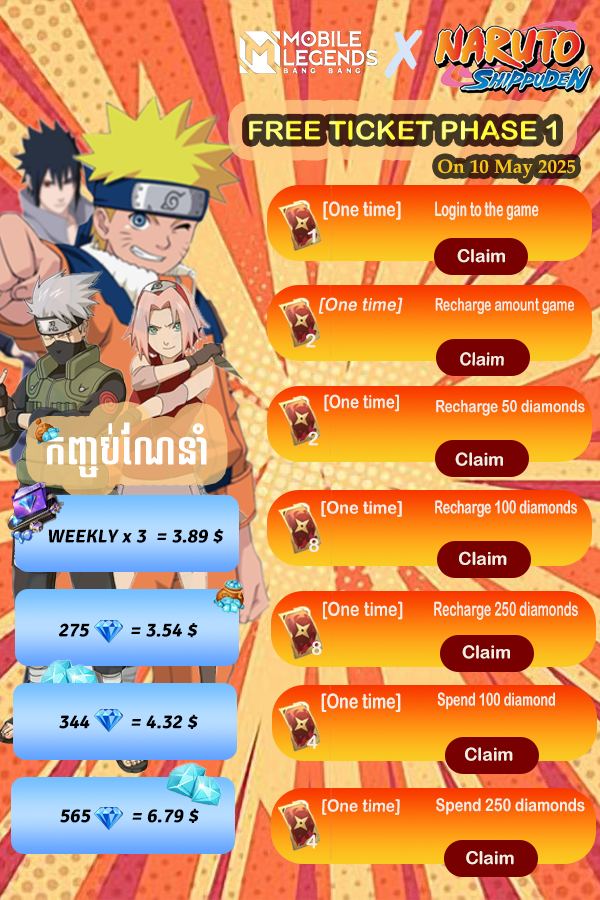 MOBILE LEGENDS
BANG BANG
X
NARUTO
SHIPPUDEN
FREE TICKET PHASE 1
On 10 May 2025
1
[One time]
Login to the game
Claim
2
[One time]
Recharge amount game
Claim
2
[One time]
Recharge 50 diamonds
Claim
8
[One time]
Recharge 100 diamonds
Claim
8
[One time]
Recharge 250 diamonds
Claim
4
[One time]
Spend 100 diamond
Claim
4
[One time]
Spend 250 diamonds
Claim
កញ្ចប់ណែនាំ
WEEKLY x 3 = 3.89 $
275 = 3.54 $
344 = 4.32 $
565 = 6.79 $